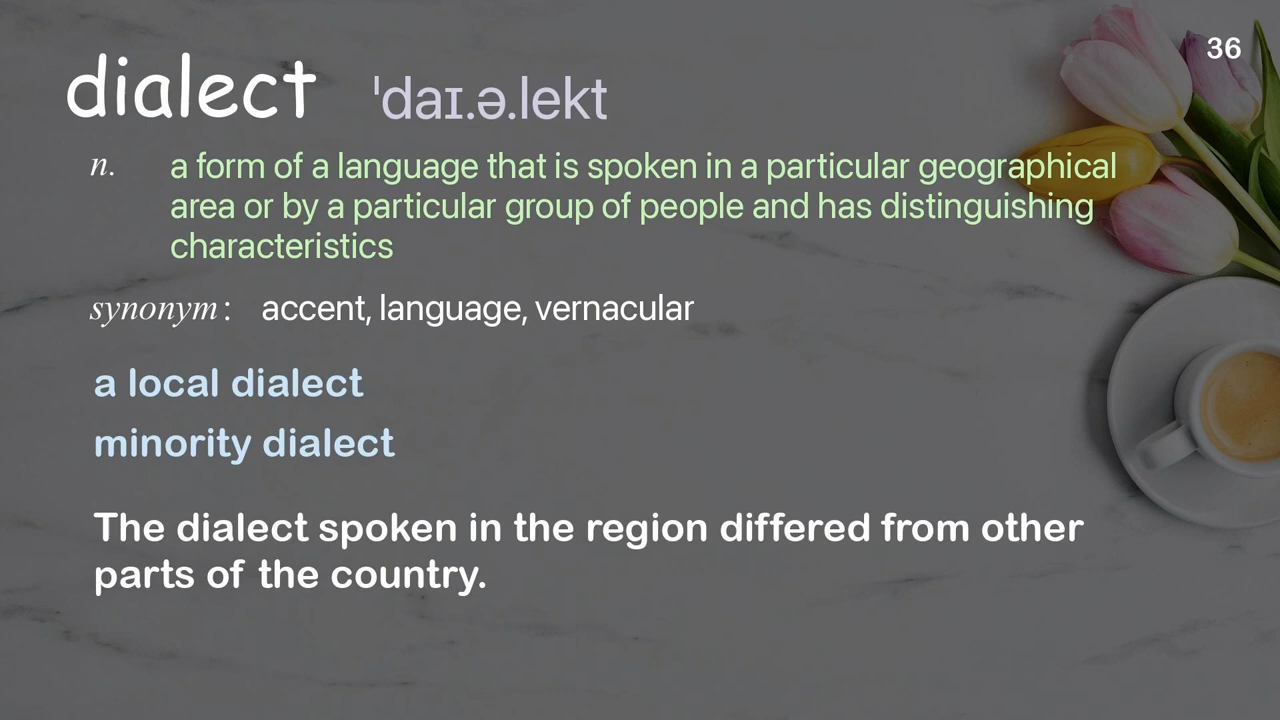 36
dialect ˈdaɪ.ə.lekt
n. a form of a language that is spoken in a particular geographical
area or by a particular group of people and has distinguishing
characteristics
synonym: accent, language, vernacular
a local dialect
minority dialect
The dialect spoken in the region differed from other
parts of the country.